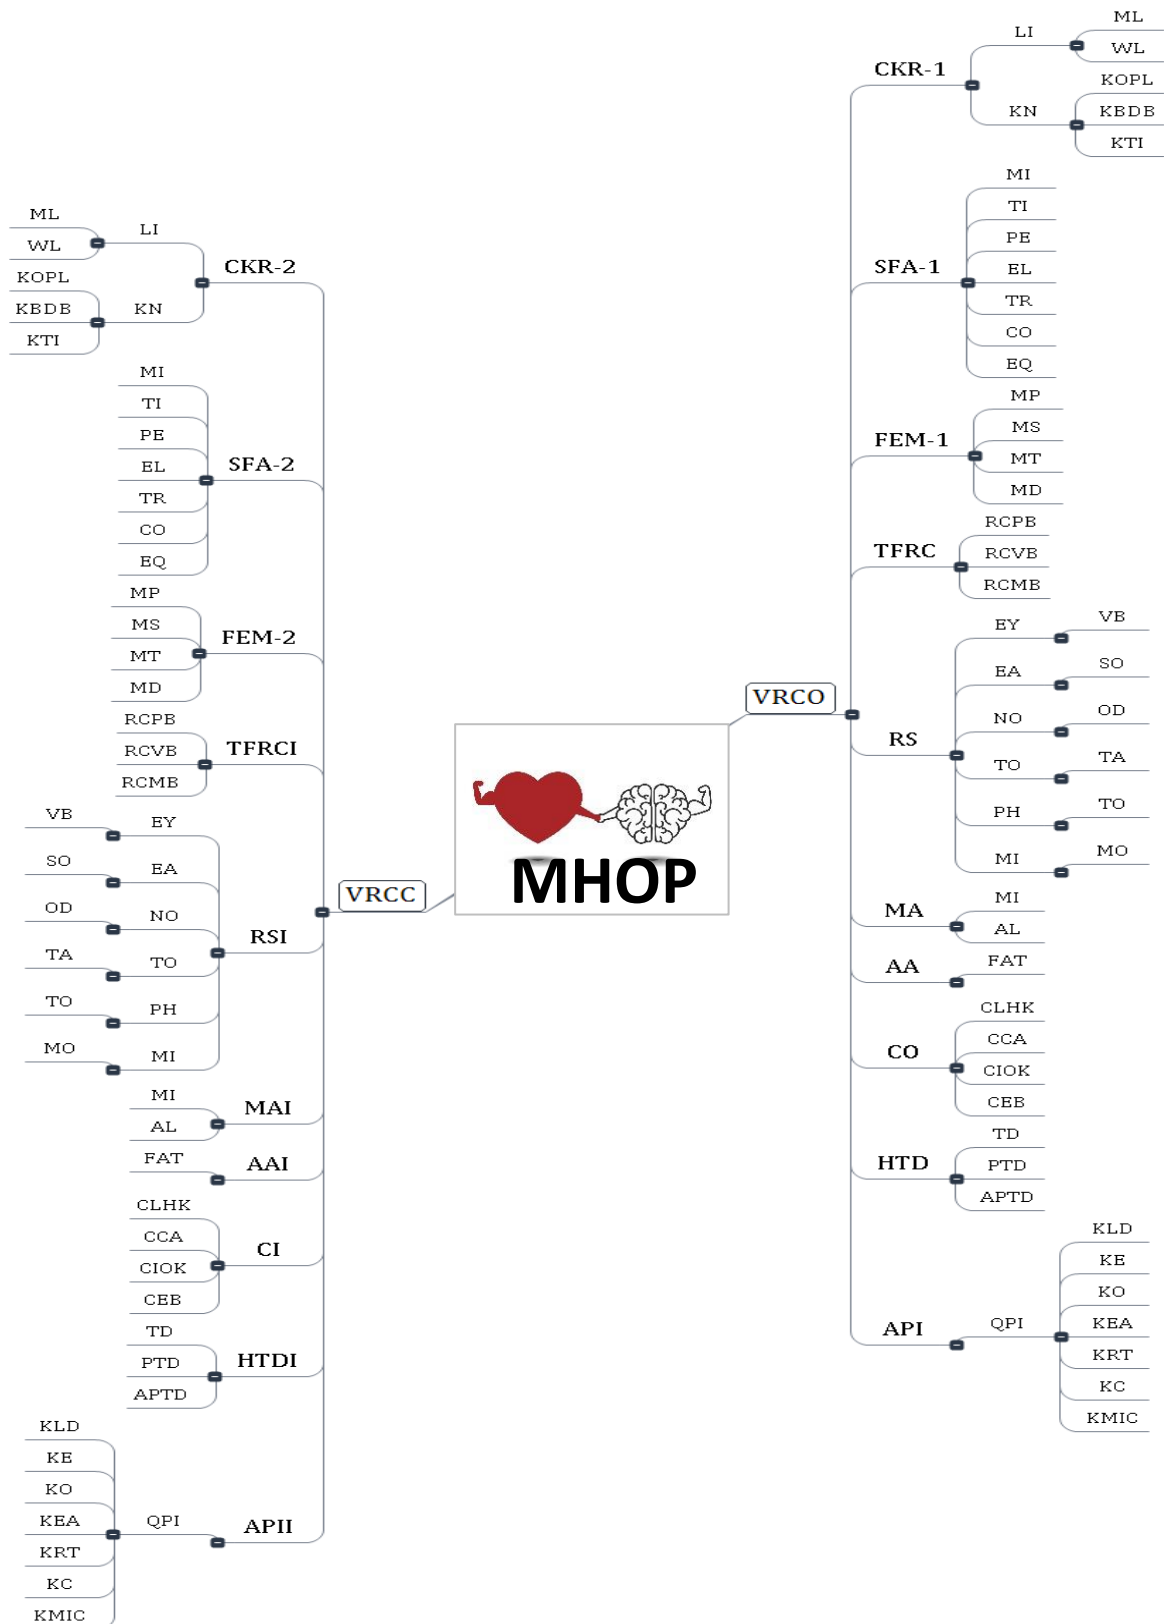 MHOP
VRCO
CKR-1
LI
ML
WL
KN
KOPL
KBDB
KTI
SFA-1
MI
TI
PE
EL
TR
CO
EQ
FEM-1
MP
MS
MT
MD
TFRC
RCPB
RCVB
RCMB
RS
EY
VB
EA
SO
NO
OD
TO
TA
PH
TO
MI
MO
MA
MI
AL
AA
FAT
CO
CLHK
CCA
CIOK
CEB
HTD
TD
PTD
APTD
API
QPI
KLD
KE
KO
KEA
KRT
KC
KMIC
VRCC
CKR-2
LI
ML
WL
KN
KOPL
KBDB
KTI
SFA-2
MI
TI
PE
EL
TR
CO
EQ
FEM-2
MP
MS
MT
MD
TFRCI
RCPB
RCVB
RCMB
RSI
EY
VB
EA
SO
NO
OD
TO
TA
PH
TO
MI
MO
MAI
MI
AL
AAI
FAT
CI
CLHK
CCA
CIOK
CEB
HTDI
TD
PTD
APTD
APII
QPI
KLD
KE
KO
KEA
KRT
KC
KMIC